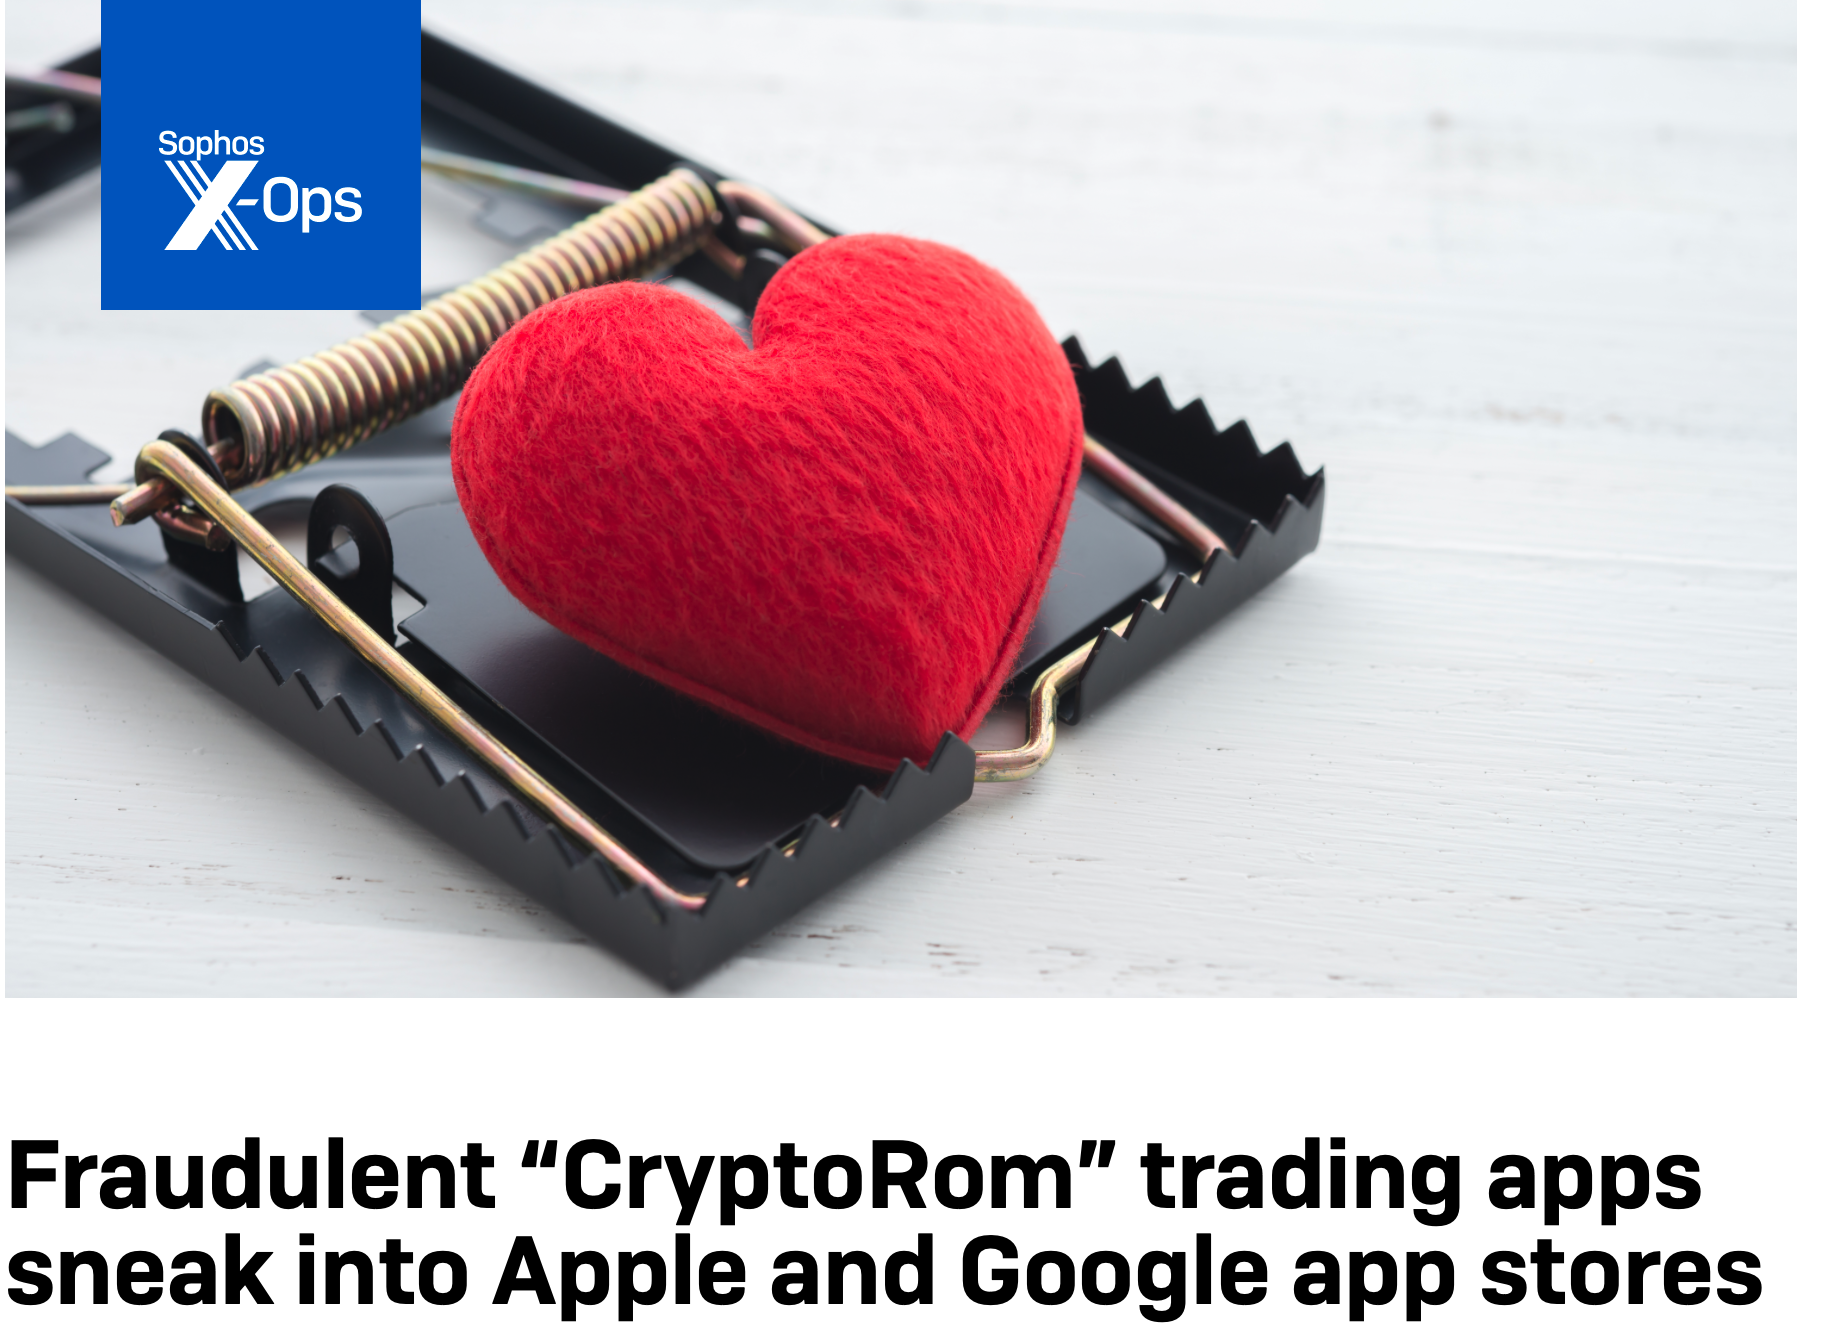 Sophos
X-Ops
Fraudulent “CryptoRom” trading apps
sneak into Apple and Google app stores